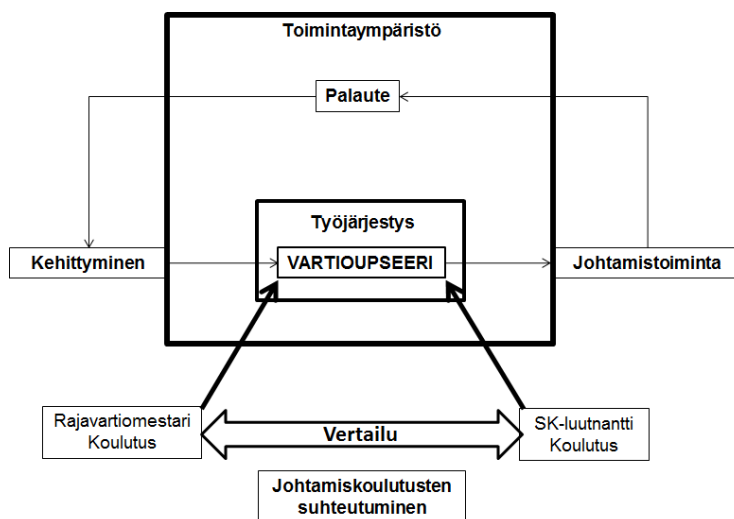 Toimintaympäristö
Palaute
Työjärjestys
Kehittyminen
VARTIOUPSEERI
Johtamistoiminta
Rajavartiomestari
Koulutus
Vertailu
SK-luutnantti
Koulutus
Johtamiskoulutusten
suhteutuminen